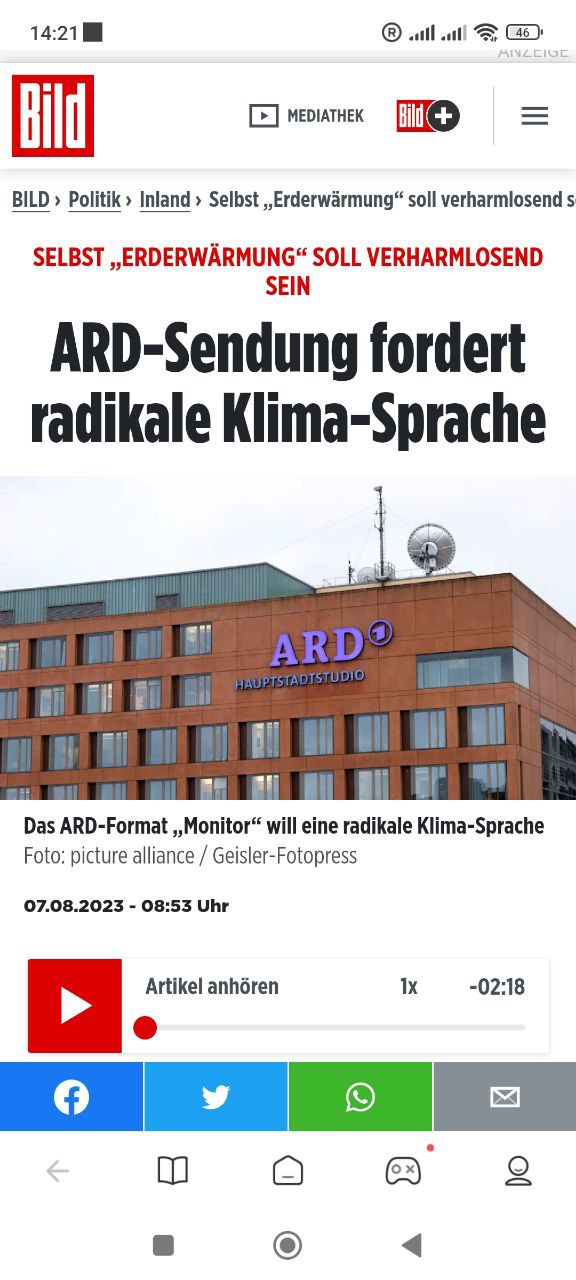 14:21
46
ANZEIGE
Bild
MEDIATHEK
Bild
BILD › Politik › Inland › Selbst „Erderwärmung“ soll verharmlosend s
SELBST „ERDERWÄRMUNG“ SOLL VERHARMLOSEND
SEIN
ARD-Sendung fordert
radikale Klima-Sprache
ARD 1
HAUPTSTADTSTUDIO
Das ARD-Format „Monitor“ will eine radikale Klima-Sprache
Foto: picture alliance / Geisler-Fotopress
07.08.2023 - 08:53 Uhr
Artikel anhören 1x -02:18